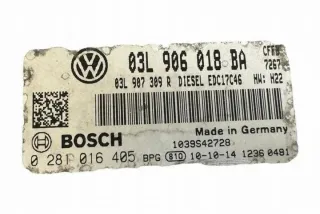 03L 906 018 BA CFFB
03L 907 309 R DIESEL EDC17C46 7267
HW: H22
Made in Germany
BOSCH 1039S42728
0 281 016 405 BPG 810 10-10-14 1236 0481